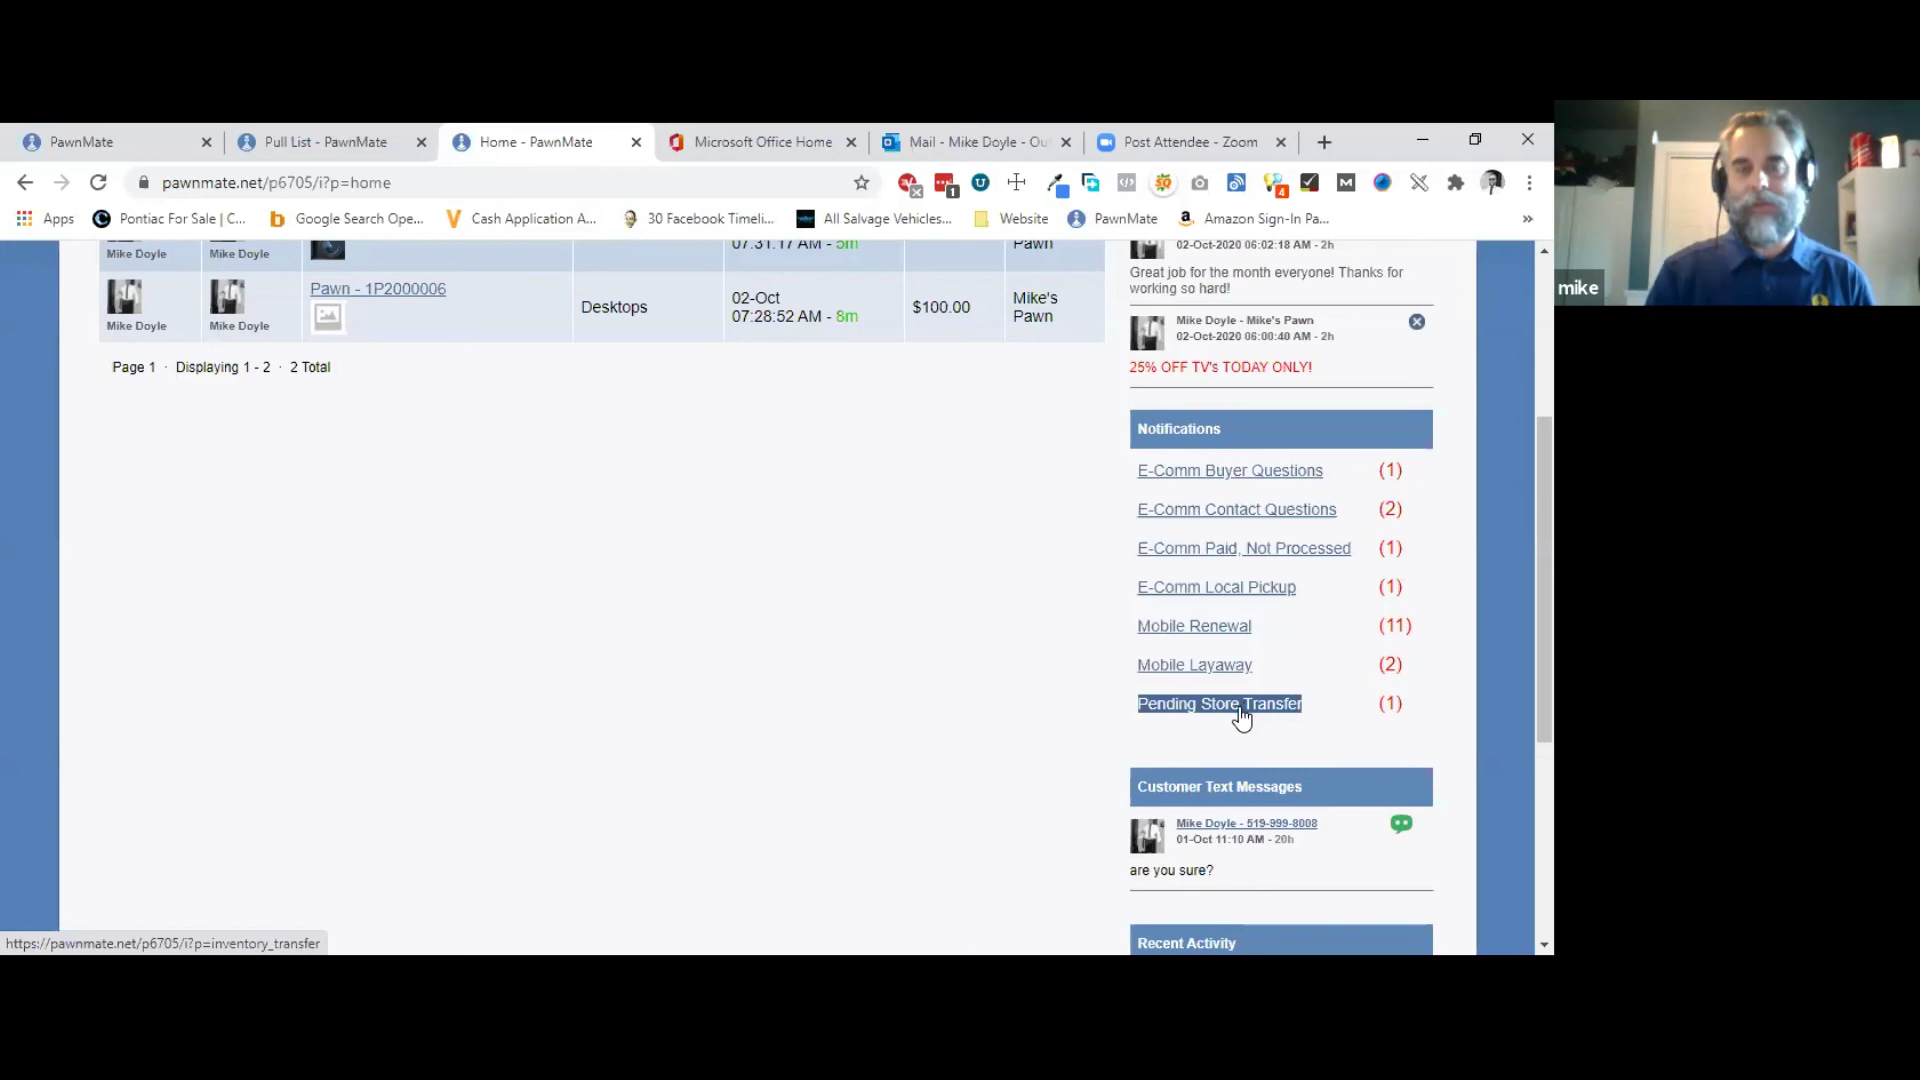 PawnMate
Pull List - PawnMate
Home - PawnMate
Microsoft Office Home
Mail - Mike Doyle - Ou
Post Attendee - Zoom
pawnmate.net/p6705/i?p=home
1
4
Apps
Pontiac For Sale | C...
Google Search Ope...
Cash Application A...
30 Facebook Timeli...
All Salvage Vehicles...
Website
PawnMate
Amazon Sign-In Pa...
»
Mike Doyle
Mike Doyle
07:31:17 AM - 5m
Pawn
Mike Doyle
Mike Doyle
Pawn - 1P2000006
Desktops
02-Oct
07:28:52 AM - 8m
$100.00
Mike's
Pawn
Page 1 · Displaying 1 - 2 · 2 Total
02-Oct-2020 06:02:18 AM - 2h
Great job for the month everyone! Thanks for
working so hard!
Mike Doyle - Mike's Pawn
02-Oct-2020 06:00:40 AM - 2h
25% OFF TV's TODAY ONLY!
Notifications
E-Comm Buyer Questions (1)
E-Comm Contact Questions (2)
E-Comm Paid, Not Processed (1)
E-Comm Local Pickup (1)
Mobile Renewal (11)
Mobile Layaway (2)
Pending Store Transfer (1)
Customer Text Messages
Mike Doyle - 519-999-8008
01-Oct 11:10 AM - 20h
are you sure?
Recent Activity
https://pawnmate.net/p6705/i?p=inventory_transfer
mike